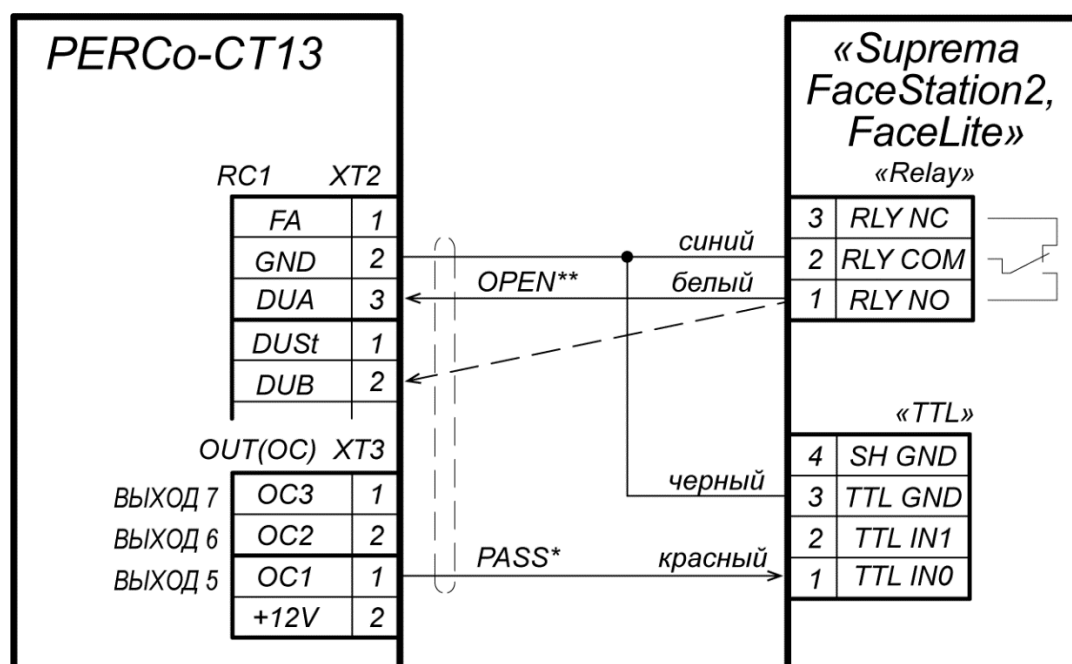 PERCo-CT13
RC1 XT2
FA 1
GND 2
DUA 3
DUSt 1
DUB 2
OUT(OC) XT3
ВЫХОД 7 OC3 1
ВЫХОД 6 OC2 2
ВЫХОД 5 OC1 1
+12V 2
синий
OPEN** белый
черный
PASS* красный
«Suprema
FaceStation2,
FaceLite»
«Relay»
3 RLY NC
2 RLY COM
1 RLY NO
«TTL»
4 SH GND
3 TTL GND
2 TTL IN1
1 TTL IN0